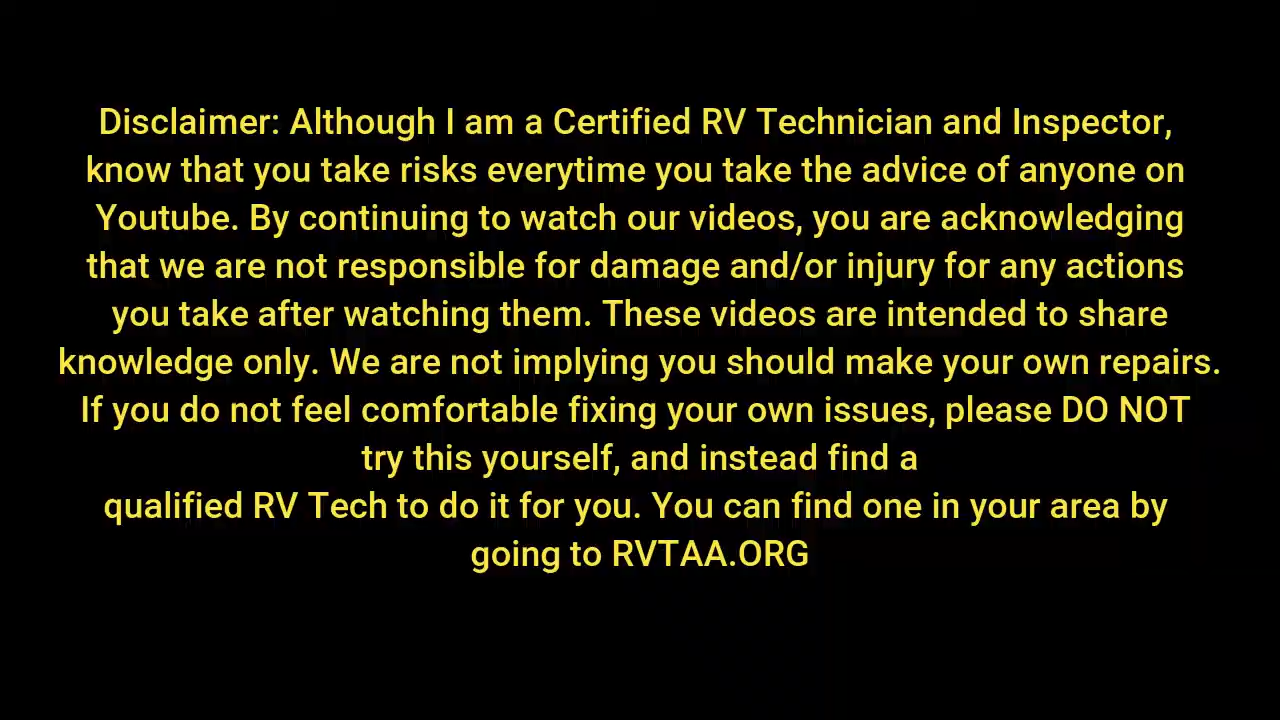 Disclaimer: Although I am a Certified RV Technician and Inspector,
know that you take risks everytime you take the advice of anyone on
Youtube. By continuing to watch our videos, you are acknowledging
that we are not responsible for damage and/or injury for any actions
you take after watching them. These videos are intended to share
knowledge only. We are not implying you should make your own repairs.
If you do not feel comfortable fixing your own issues, please DO NOT
try this yourself, and instead find a
qualified RV Tech to do it for you. You can find one in your area by
going to RVTAA.ORG